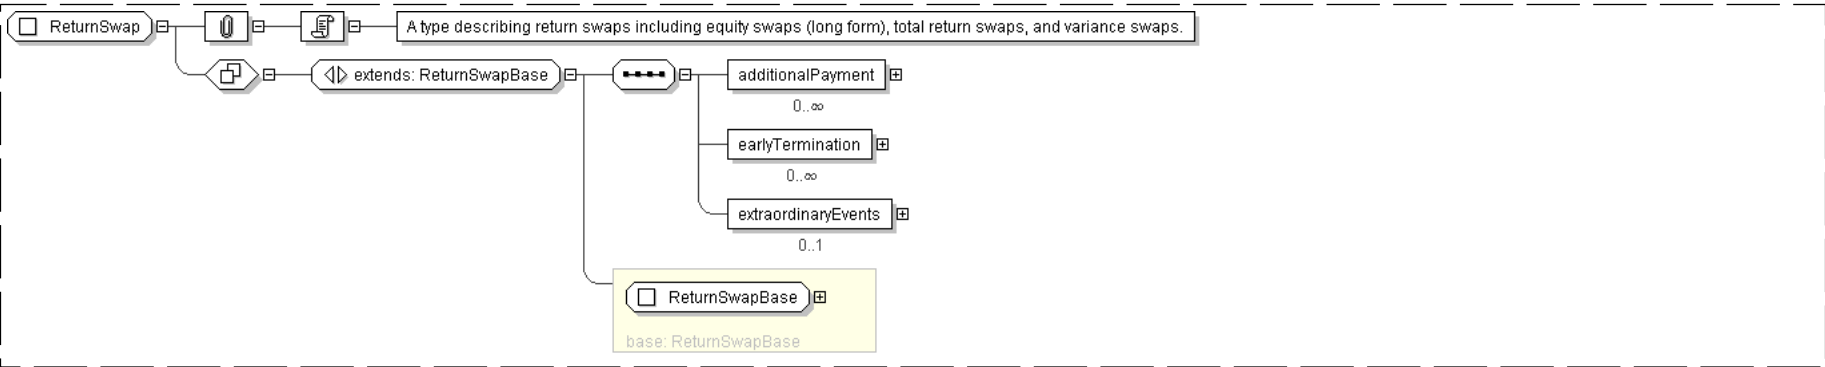 ReturnSwap
A type describing return swaps including equity swaps (long form), total return swaps, and variance swaps.
extends: ReturnSwapBase
additionalPayment
0..∞
earlyTermination
0..∞
extraordinaryEvents
0..1
ReturnSwapBase
base: ReturnSwapBase